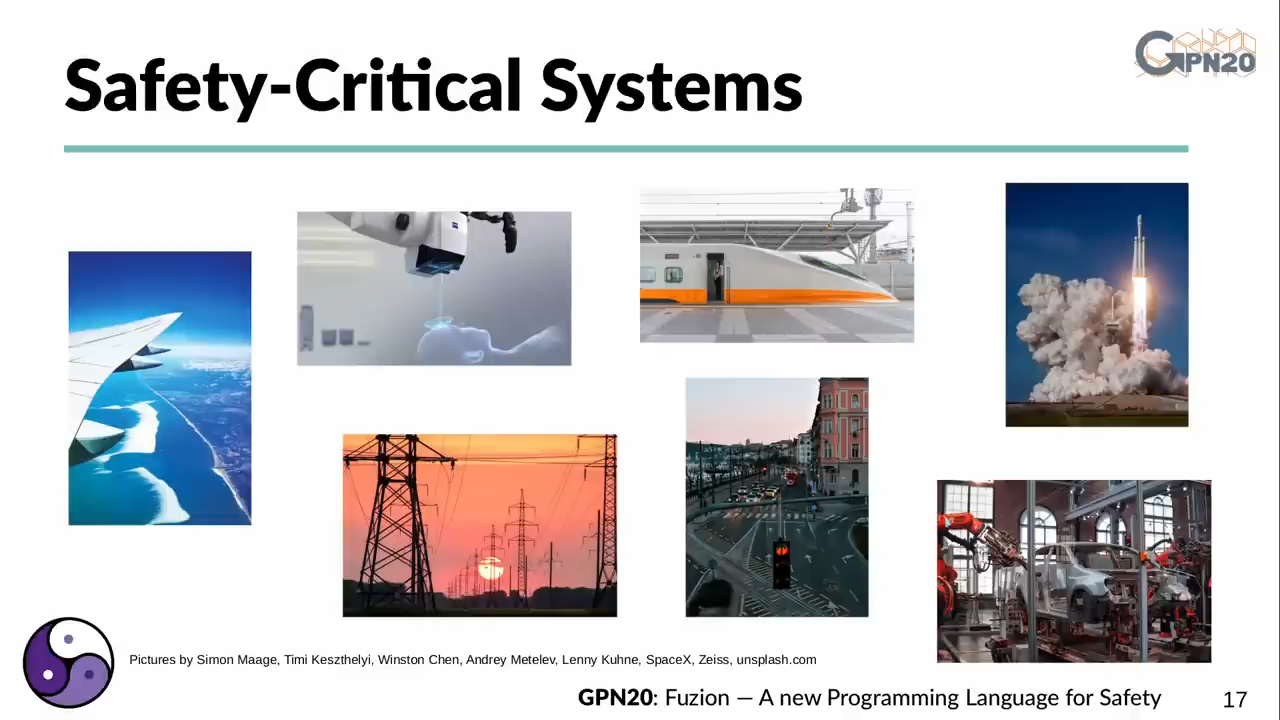 Safety-Critical Systems
GPN20
Pictures by Simon Maage, Timi Keszthelyi, Winston Chen, Andrey Metelev, Lenny Kuhne, SpaceX, Zeiss, unsplash.com
GPN20: Fuzion — A new Programming Language for Safety
17